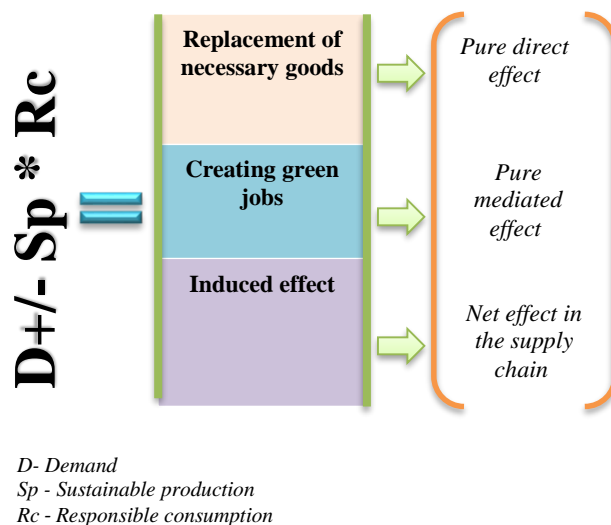 D+/- Sp * Rc
=
Replacement of
necessary goods
Pure direct
effect
Creating green
jobs
Pure
mediated
effect
Induced effect
Net effect in
the supply
chain
D- Demand
Sp - Sustainable production
Rc - Responsible consumption